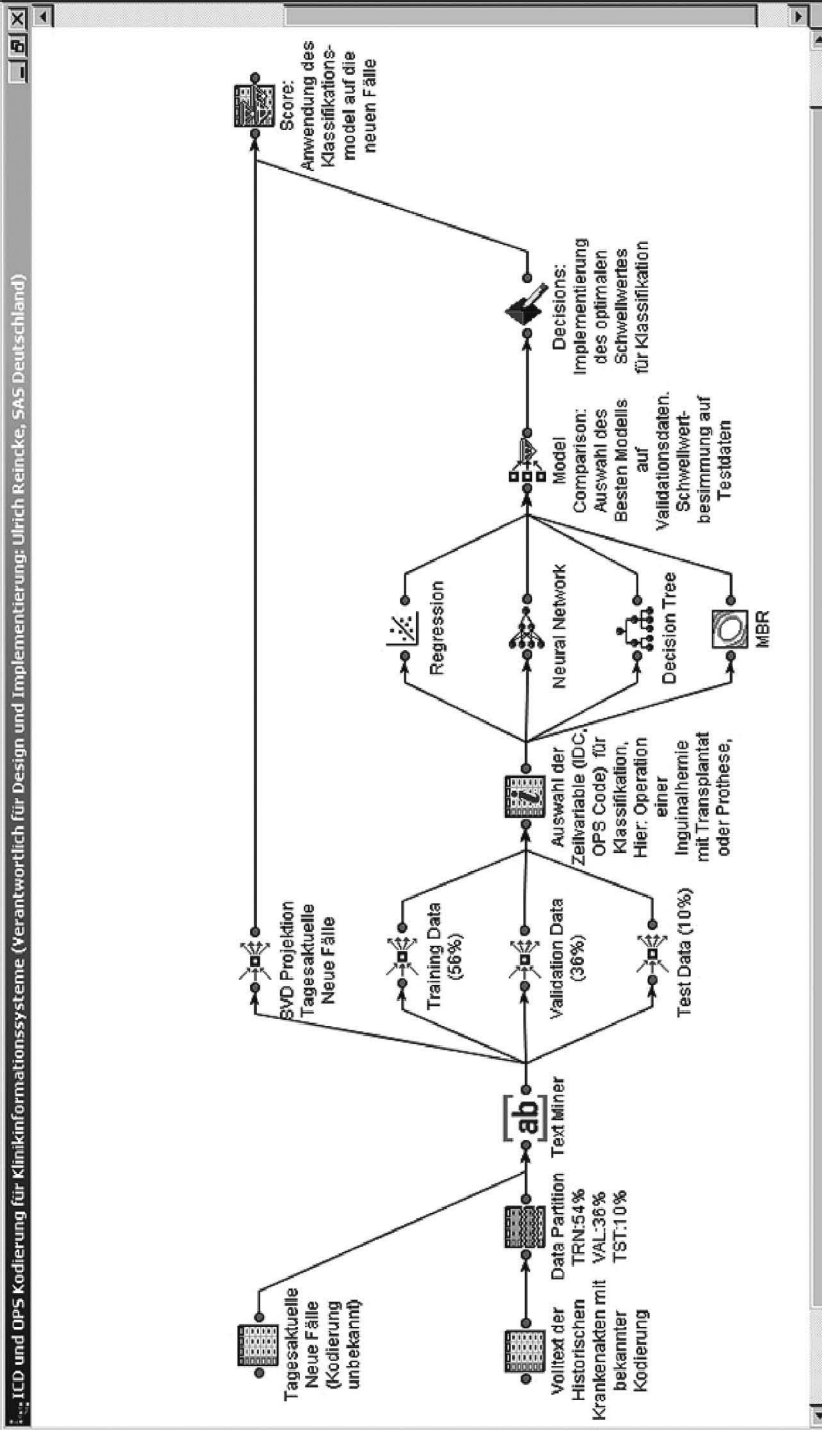 ICD und OPS Kodierung für Klinikinformationssysteme (Verantwortlich für Design und Implementierung: Ulrich Reincke, SAS Deutschland)
Tagesaktuelle
Neue Fälle
(Kodierung
unbekannt)
Volltext der
Historischen
Krankenakten mit
bekannter
Kodierung
Data Partition
TRN:54%
VAL:36%
TST:10%
[ab]
Text Miner
SVD Projektion
Tagesaktuelle
Neue Fälle
Training Data
(56%)
Validation Data
(36%)
Test Data (10%)
Auswahl der
Zeilvariable (IDC,
OPS Code) für
Klassifikation,
Hier: Operation
einer
Inguinalhernie
mit Transplantat
oder Prothese,
Regression
Neural Network
Decision Tree
MBR
Model
Comparison:
Auswahl des
Besten Modells
auf
Validationsdaten.
Schwellwert-
besimmung auf
Testdaten
Decisions:
Implementierung
des optimalen
Schwellwertes
für Klassifikation
Score:
Anwendung des
Klassifikations-
model auf die
neuen Fälle